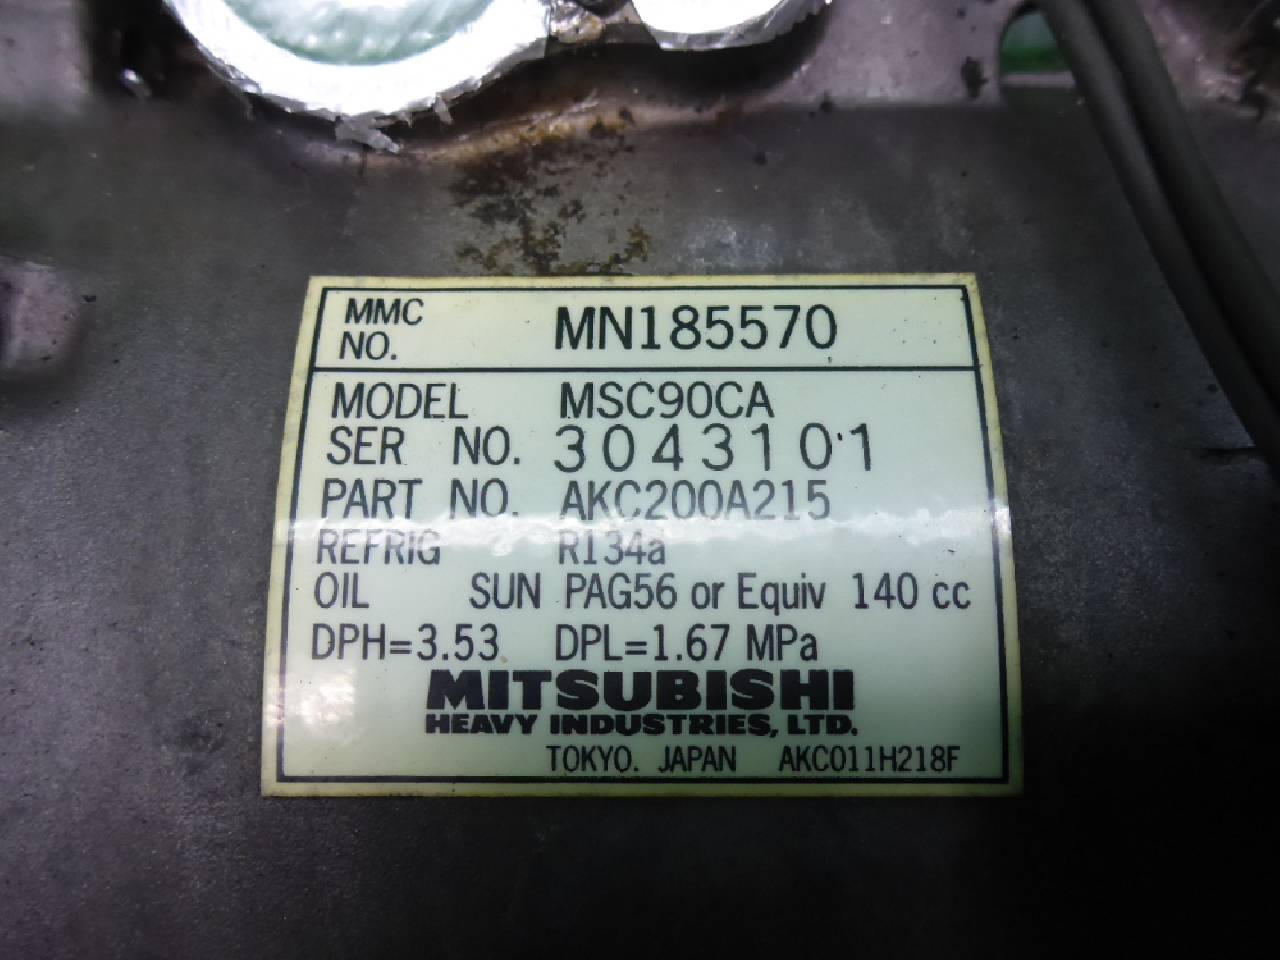 MMC NO. MN185570
MODEL MSC90CA
SER NO. 3043101
PART NO. AKC200A215
REFRIG R134a
OIL SUN PAG56 or Equiv 140 cc
DPH=3.53 DPL=1.67 MPa
MITSUBISHI
HEAVY INDUSTRIES, LTD.
TOKYO. JAPAN AKC011H218F